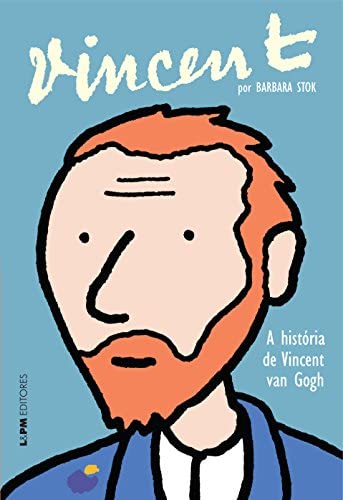 Vincent
por BARBARA STOK
A história
de Vincent
van Gogh
L&PM EDITORES